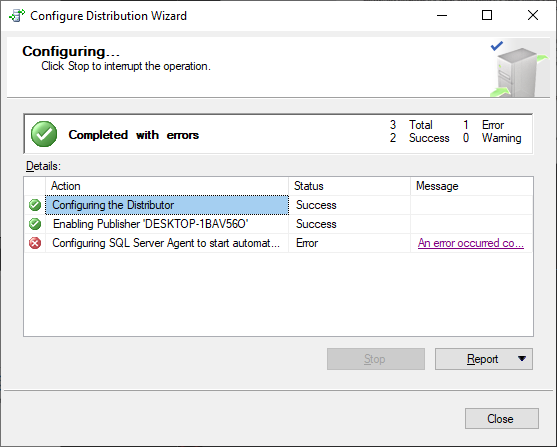 Configure Distribution Wizard
Configuring...
Click Stop to interrupt the operation.
Completed with errors
3 Total 1 Error
2 Success 0 Warning
Details:
Action Status Message
Configuring the Distributor Success
Enabling Publisher 'DESKTOP-1BAV56O' Success
Configuring SQL Server Agent to start automat... Error An error occurred co...
Stop Report
Close